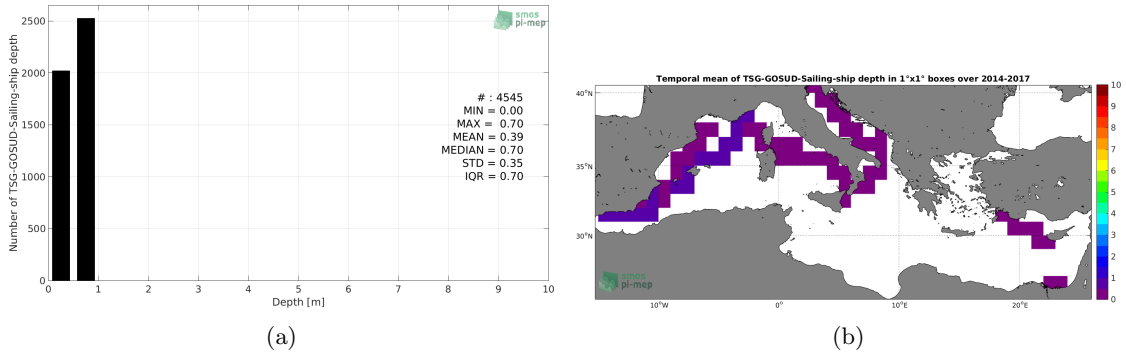 smos
pi-mep
Number of TSG-GOSUD-Sailing-ship depth
2500
2000
1500
1000
500
0
# : 4545
MIN = 0.00
MAX = 0.70
MEAN = 0.39
MEDIAN = 0.70
STD = 0.35
IQR = 0.70
0 1 2 3 4 5 6 7 8 9 10
Depth [m]
(a)
Temporal mean of TSG-GOSUD-Sailing-ship depth in 1°x1° boxes over 2014-2017
40°N
35°N
30°N
10°W 0° 10°E 20°E
smos
pi-mep
10
9
8
7
6
5
4
3
2
1
0
(b)